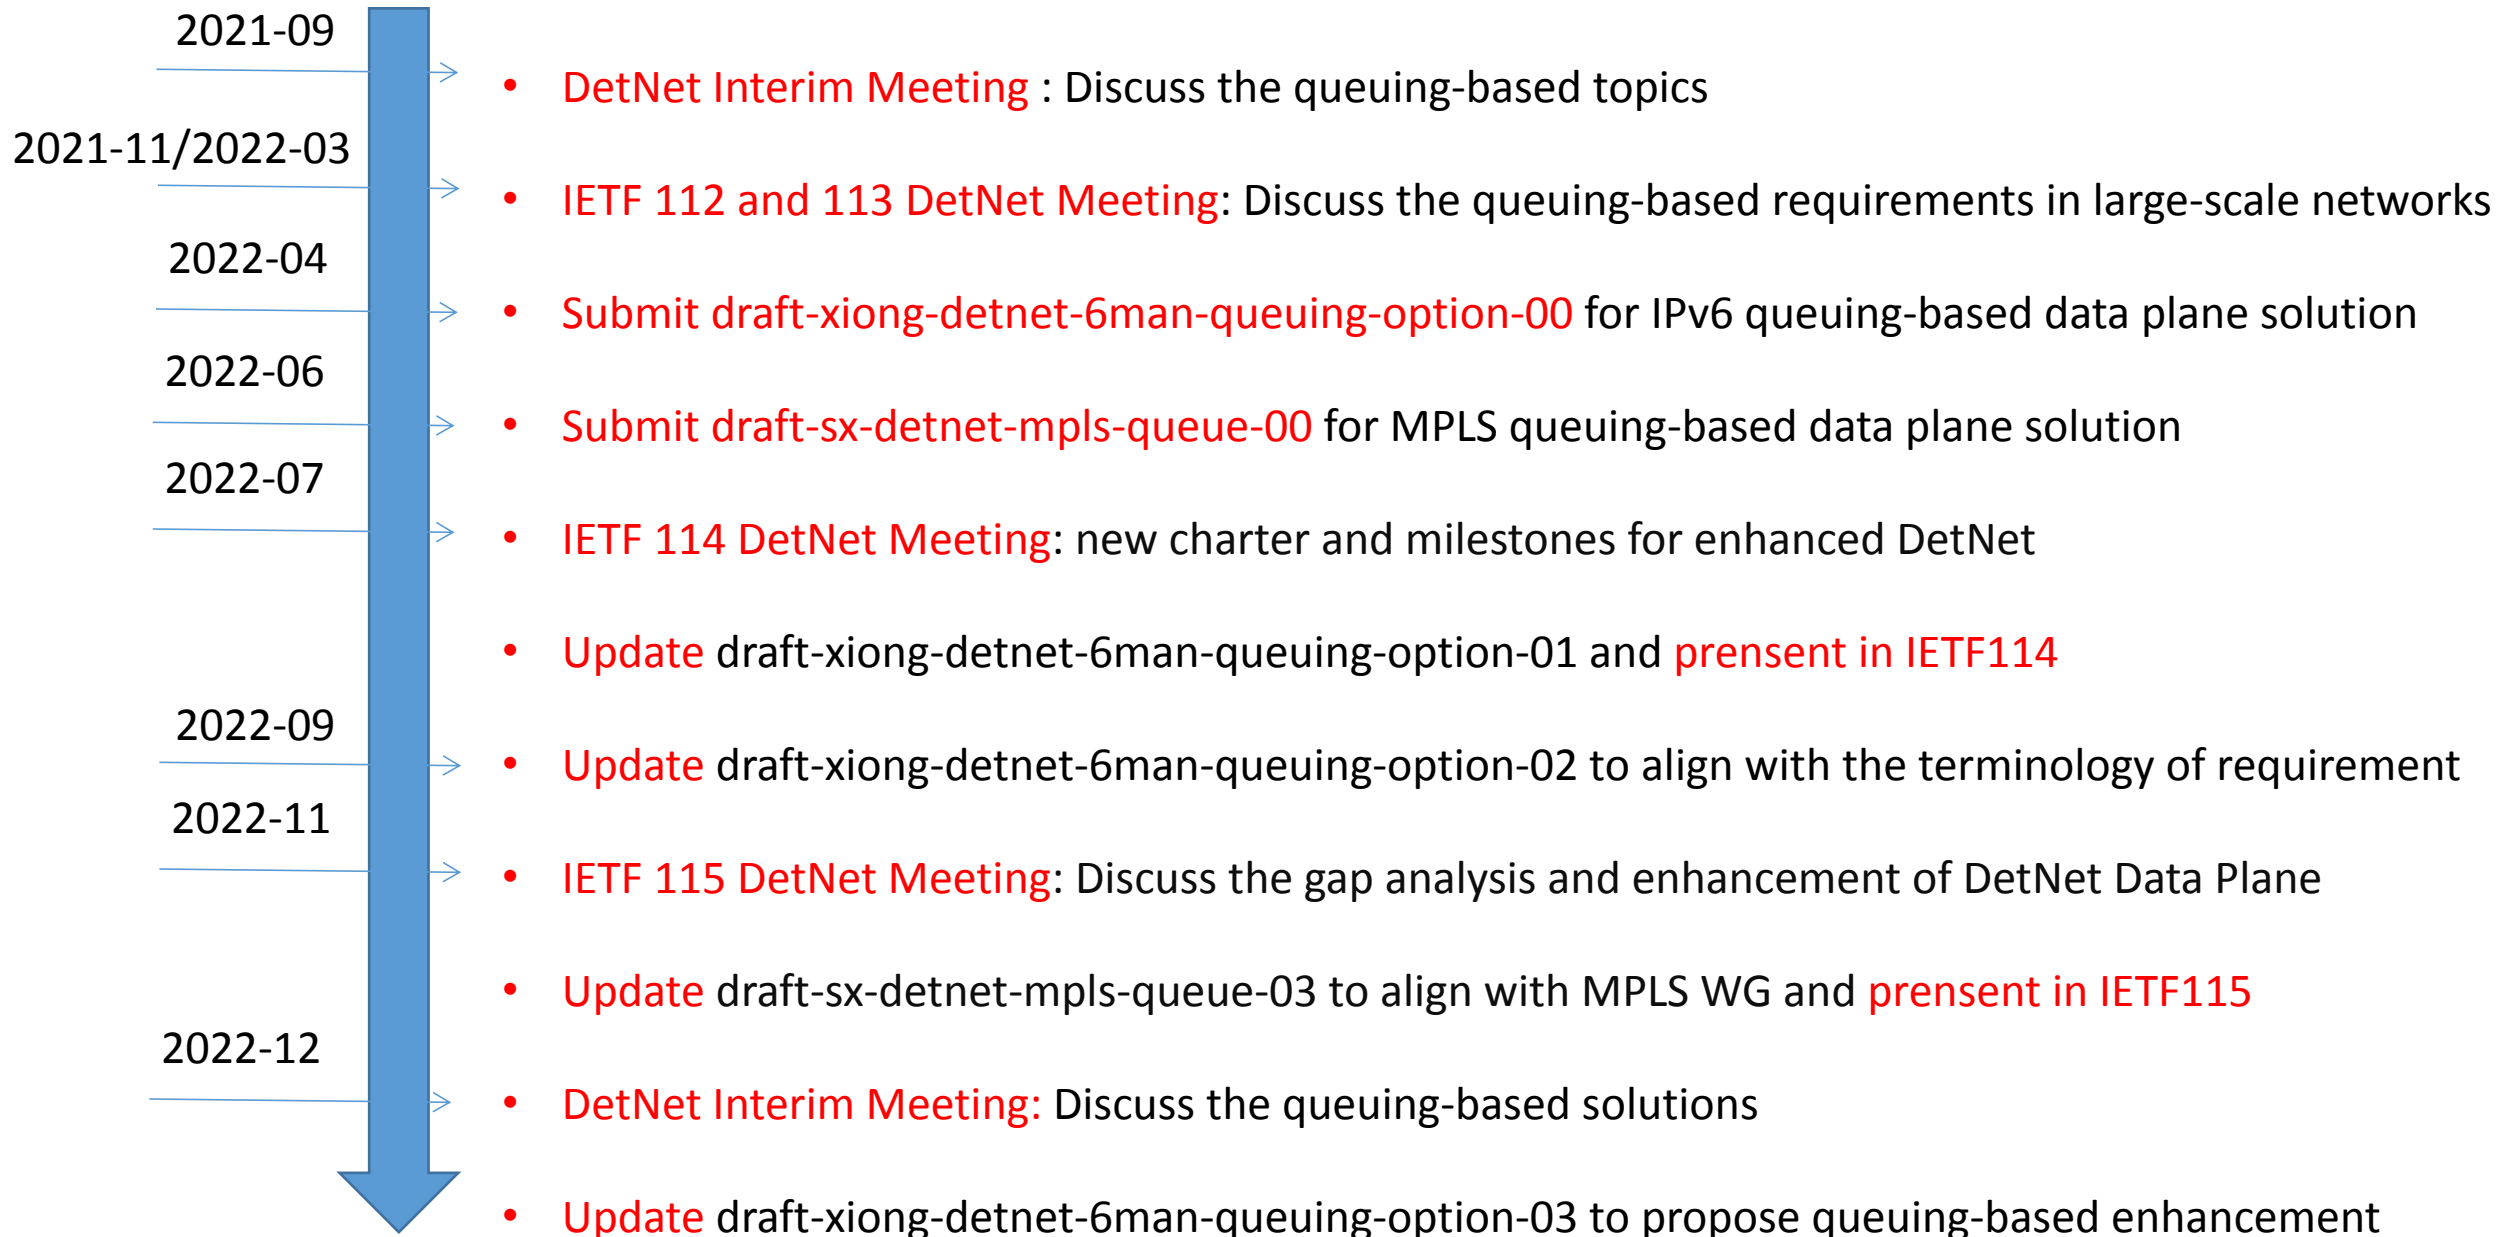 2021-09
• DetNet Interim Meeting : Discuss the queuing-based topics
2021-11/2022-03
• IETF 112 and 113 DetNet Meeting: Discuss the queuing-based requirements in large-scale networks
2022-04
• Submit draft-xiong-detnet-6man-queuing-option-00 for IPv6 queuing-based data plane solution
2022-06
• Submit draft-sx-detnet-mpls-queue-00 for MPLS queuing-based data plane solution
2022-07
• IETF 114 DetNet Meeting: new charter and milestones for enhanced DetNet
• Update draft-xiong-detnet-6man-queuing-option-01 and prensent in IETF114
2022-09
• Update draft-xiong-detnet-6man-queuing-option-02 to align with the terminology of requirement
2022-11
• IETF 115 DetNet Meeting: Discuss the gap analysis and enhancement of DetNet Data Plane
• Update draft-sx-detnet-mpls-queue-03 to align with MPLS WG and prensent in IETF115
2022-12
• DetNet Interim Meeting: Discuss the queuing-based solutions
• Update draft-xiong-detnet-6man-queuing-option-03 to propose queuing-based enhancement